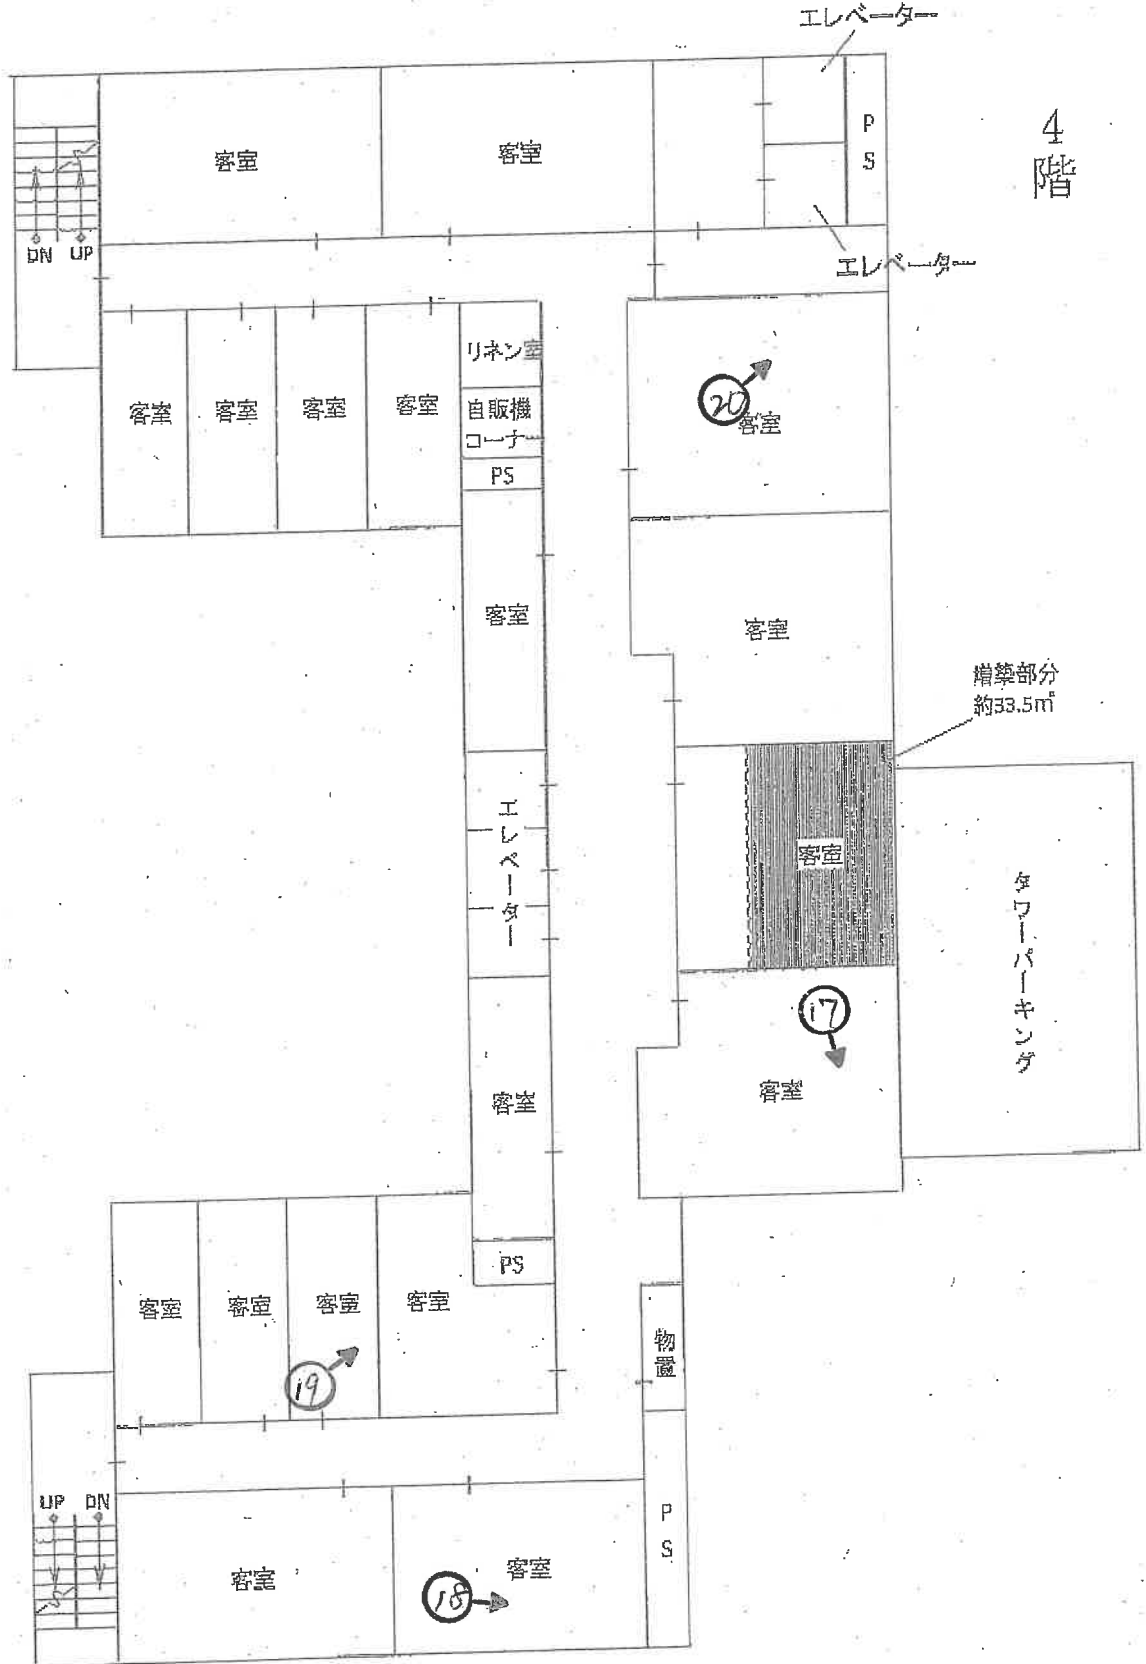 エレベーター
4
階
P
S
客室
客室
DN UP
エレベーター
リネン室
客室
客室
客室
客室
自販機
コーナー
20
客室
PS
客室
客室
増築部分
約33.5㎡
エレベーター
客室
タワーパーキング
17
客室
客室
PS
客室
客室
客室
客室
物置
19
UP DN
P
S
客室
客室
18